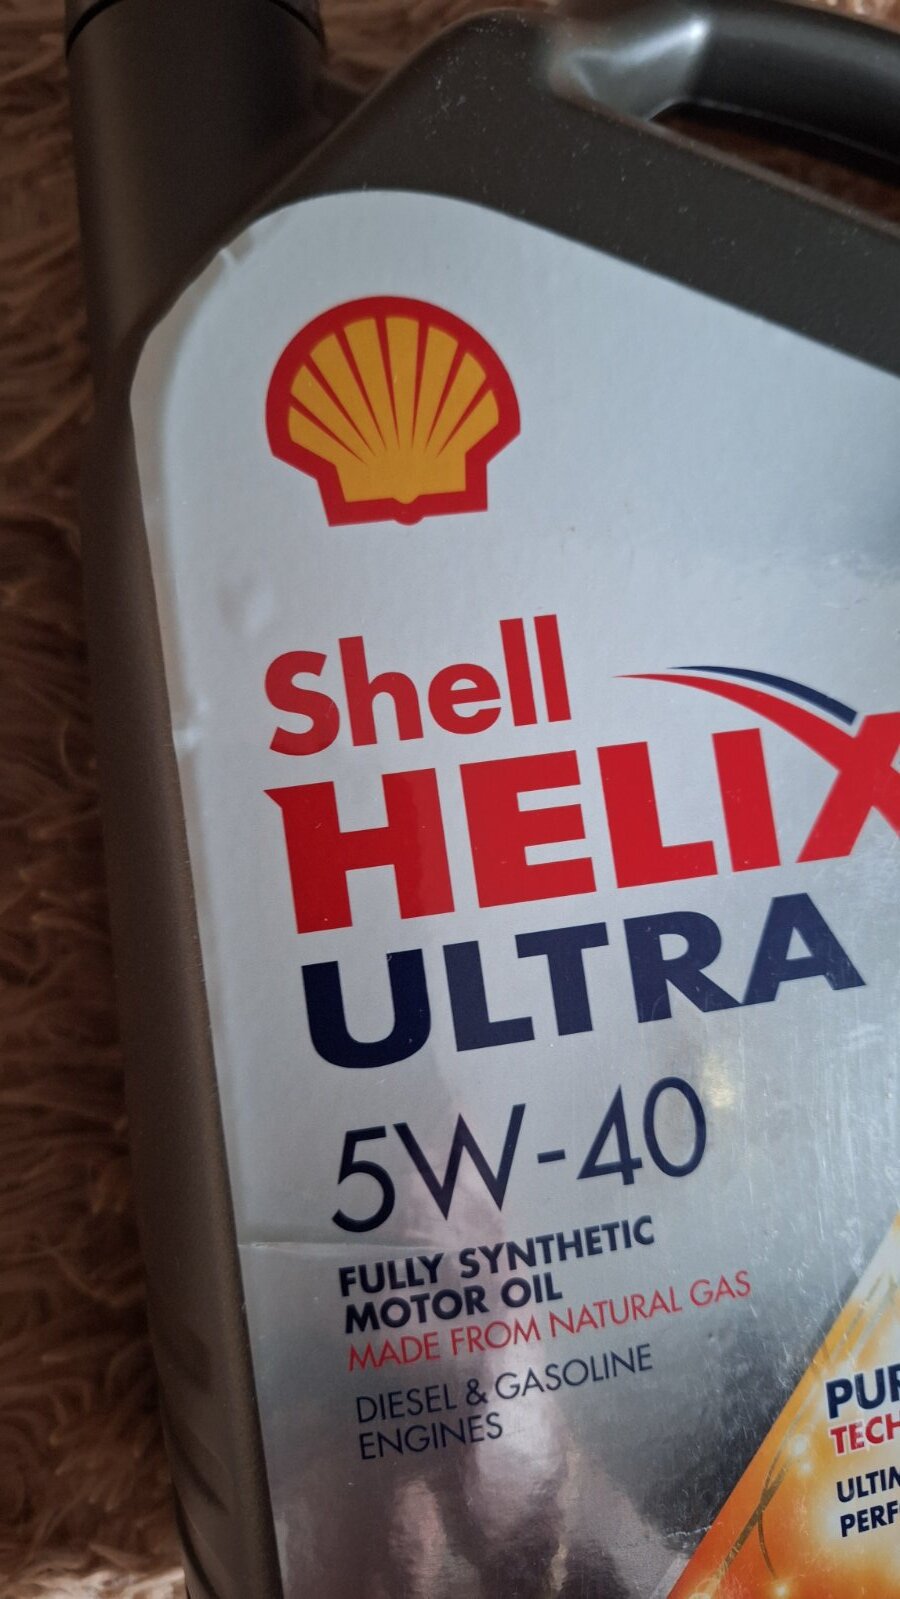 Shell
HELIX
ULTRA
5W-40
FULLY SYNTHETIC
MOTOR OIL
MADE FROM NATURAL GAS
DIESEL & GASOLINE
ENGINES